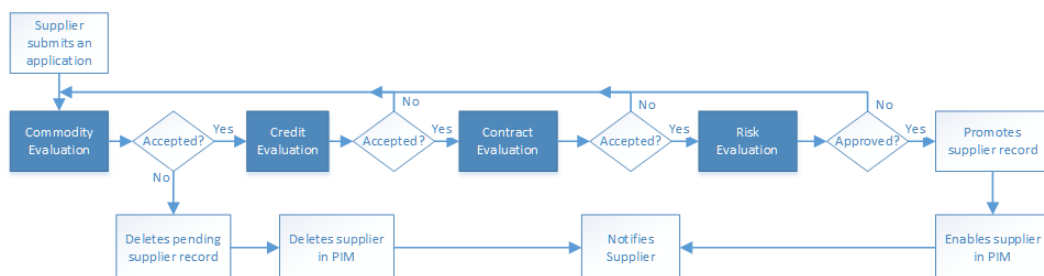 Supplier
submits an
application
No
No
No
Commodity
Evaluation
Accepted?
Yes
Credit
Evaluation
Accepted?
Yes
Contract
Evaluation
Accepted?
Yes
Risk
Evaluation
Approved?
Yes
Promotes
supplier record
No
Deletes pending
supplier record
Deletes supplier
in PIM
Notifies
Supplier
Enables supplier
in PIM